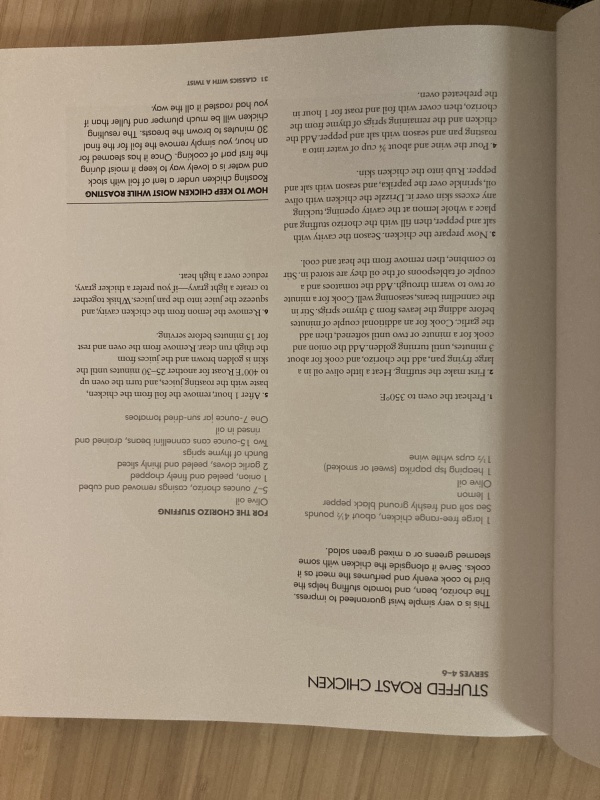 STUFFED ROAST CHICKEN
SERVES 4–6
This is a very simple twist guaranteed to impress.
The chorizo, bean, and tomato stuffing helps the
bird to cook evenly and perfumes the meat as it
cooks. Serve it alongside the chicken with some
steamed greens or a mixed green salad.
1 large free-range chicken, about 4½ pounds
Sea salt and freshly ground black pepper
1 lemon
Olive oil
1 heaping tsp paprika (sweet or smoked)
1½ cups white wine
FOR THE CHORIZO STUFFING
Olive oil
5–7 ounces chorizo, casings removed and cubed
1 onion, peeled and finely chopped
2 garlic cloves, peeled and thinly sliced
Bunch of thyme sprigs
Two 15-ounce cans cannellini beans, drained and
rinsed in oil
One 7-ounce jar sun-dried tomatoes
1. Preheat the oven to 350°F
2. First make the stuffing. Heat a little olive oil in a
large frying pan, add the chorizo, and cook for about
3 minutes, until turning golden. Add the onion and
cook for a minute or two until softened, then add
the garlic. Cook for an additional couple of minutes
before adding the leaves from 3 thyme sprigs. Stir in
the cannellini beans, seasoning well. Cook for a minute
or two to warm through. Add the tomatoes and a
couple of tablespoons of the oil they are stored in. Stir
to combine, then remove from the heat and cool.
3. Now prepare the chicken. Season the cavity with
salt and pepper, then fill with the chorizo stuffing and
place a whole lemon at the cavity opening, tucking
any excess skin over it. Drizzle the chicken with olive
oil, sprinkle over the paprika, and season with salt and
pepper. Rub into the chicken skin.
4. Pour the wine and about ¾ cup of water into a
roasting pan and season with salt and pepper. Add the
chicken and the remaining sprigs of thyme from the
chorizo, then cover with foil and roast for 1 hour in
the preheated oven.
5. After 1 hour, remove the foil from the chicken,
baste with the roasting juices, and turn the oven up
to 400°F. Roast for another 25–30 minutes until the
skin is golden brown and the juices from
the thigh run clear. Remove from the oven and rest
for 15 minutes before serving.
6. Remove the lemon from the chicken cavity, and
squeeze the juice into the pan juices. Whisk together
to create a light gravy—if you prefer a thicker gravy,
reduce over a high heat.
HOW TO KEEP CHICKEN MOIST WHILE ROASTING
Roasting chicken under a tent of foil with stock
and water is a lovely way to keep it moist during
the first part of cooking. Once it has steamed for
an hour, you simply remove the foil for the final
30 minutes to brown the breasts. The resulting
chicken will be much plumper and fuller than if
you had roasted it all the way.
31 CLASSICS WITH A TWIST